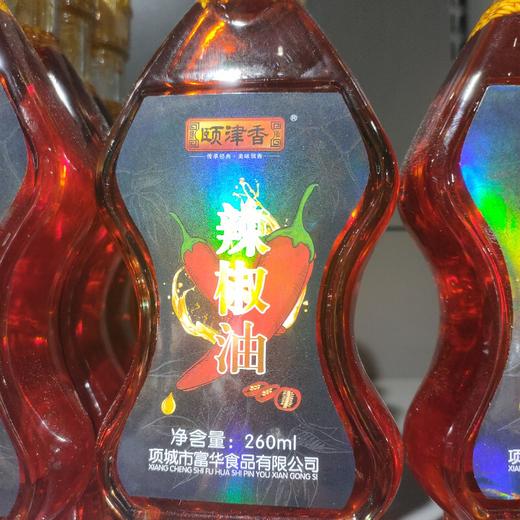 颐津香®
传承经典·美味颐香
辣椒油
净含量：260ml
项城市富华食品有限公司
XIANG CHENG SHI FU HUA SHI PIN YOU XIAN GONG SI